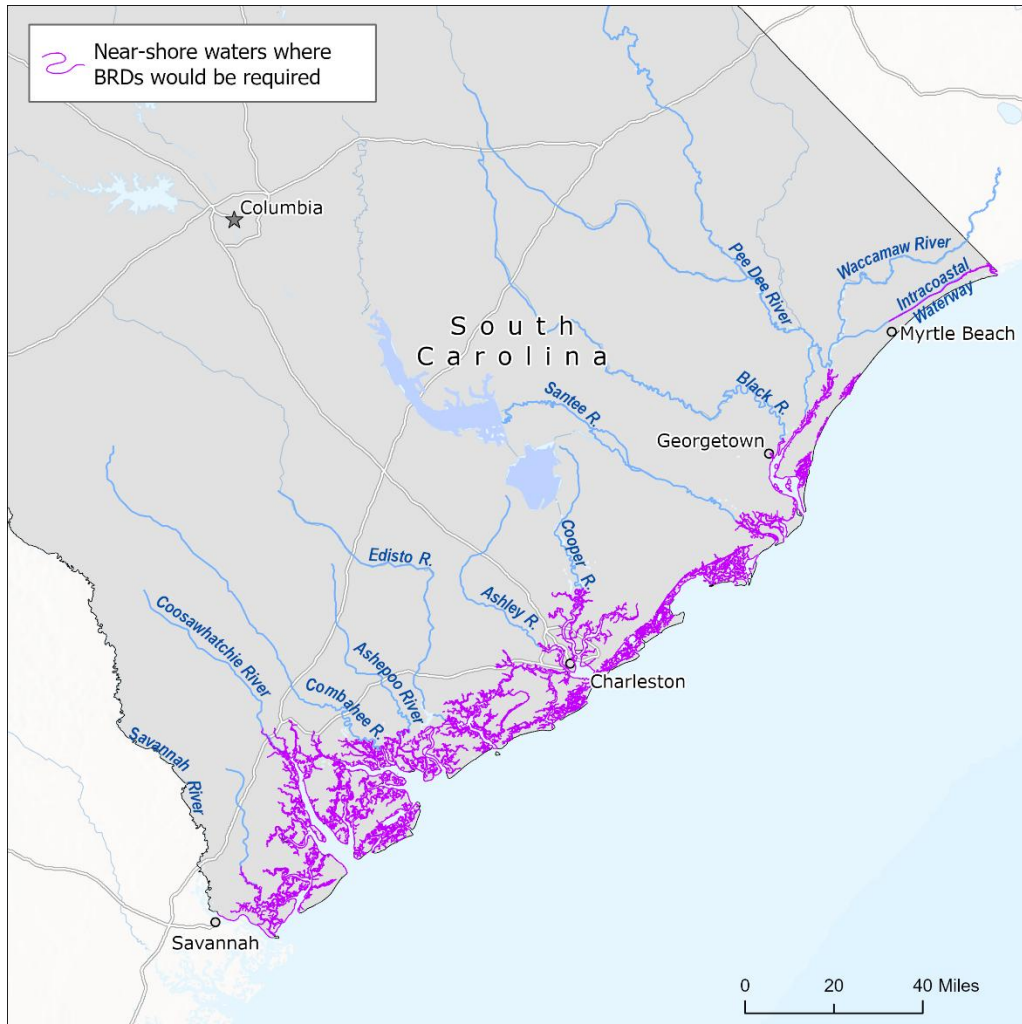 Near-shore waters where
BRDs would be required
Columbia
South
Carolina
Waccamaw River
Pee Dee River
Intracoastal
Waterway
Myrtle Beach
Black R.
Santee R.
Georgetown
Cooper R.
Edisto R.
Ashley R.
Coosawhatchie River
Ashepoo River
Combahee R.
Charleston
Savannah River
Savannah
0 20 40 Miles